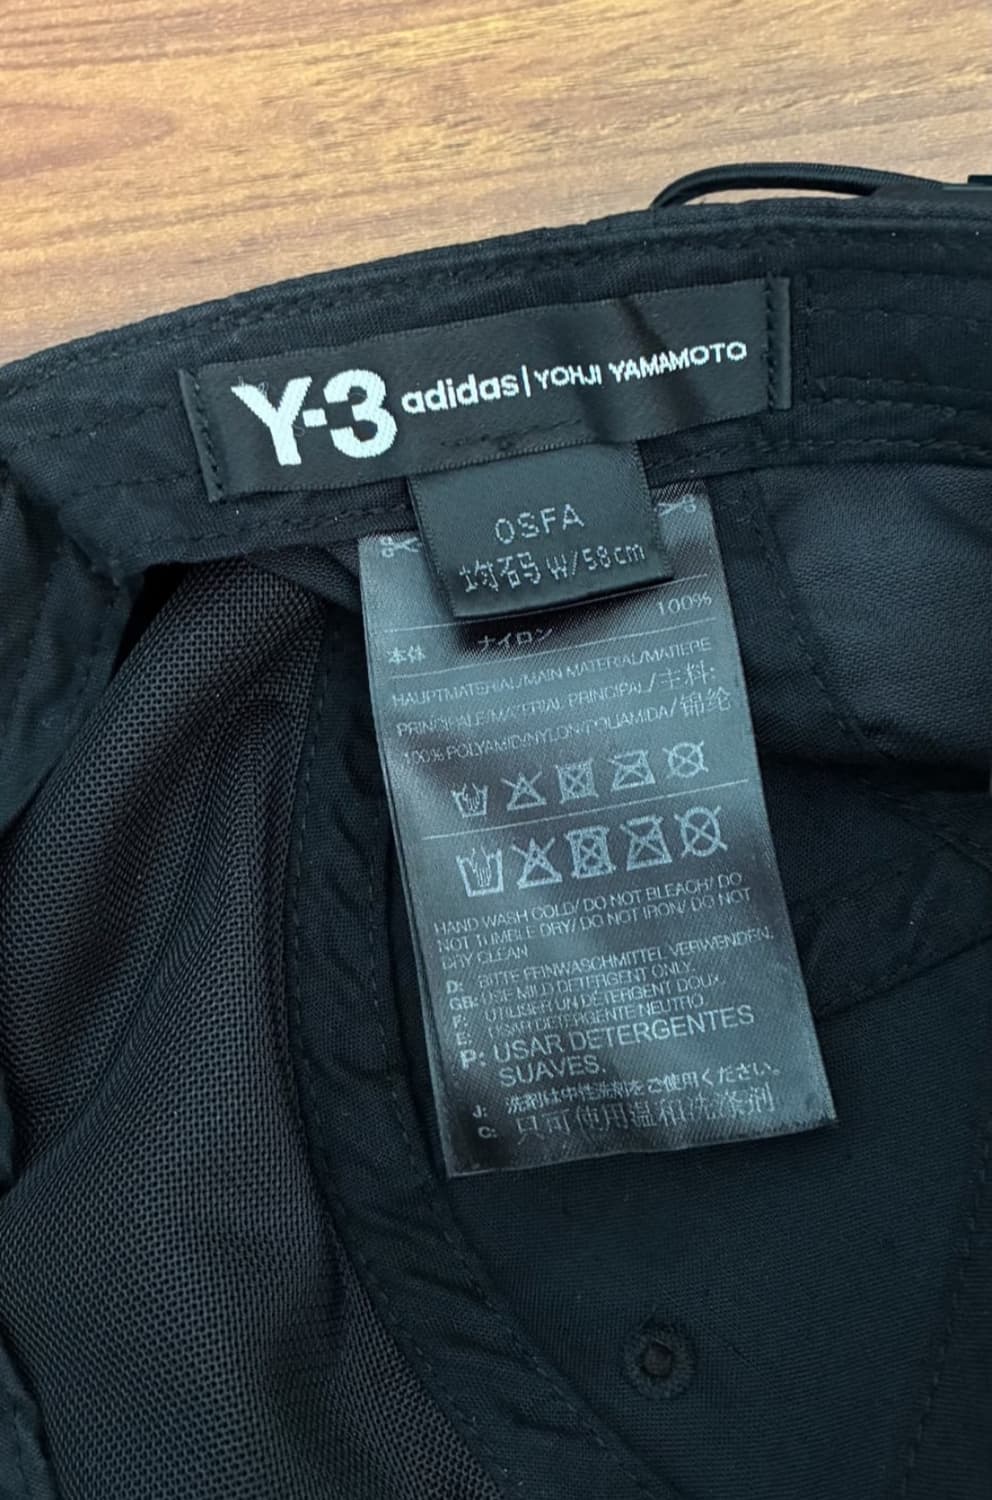 Y-3 adidas | YOHJI YAMAMOTO
OSFA
均码 W/58cm
本体 ナイロン 100%
HAUPTMATERIAL/MAIN MATERIAL/MATIERE
PRINCIPALE/MATERIAL PRINCIPAL/主料:
100% POLYAMID/NYLON/POLIAMIDA/锦纶
HAND WASH COLD/ DO NOT BLEACH/ DO
NOT TUMBLE DRY/ DO NOT IRON/ DO NOT
DRY CLEAN
D: BITTE FEINWASCHMITTEL VERWENDEN.
GB: USE MILD DETERGENT ONLY.
F: UTILISER UN DETERGENT DOUX.
E: USAR DETERGENTE NEUTRO.
P: USAR DETERGENTES
SUAVES.
J: 洗剤は中性洗剤をご使用ください。
C: 只可使用温和洗涤剂